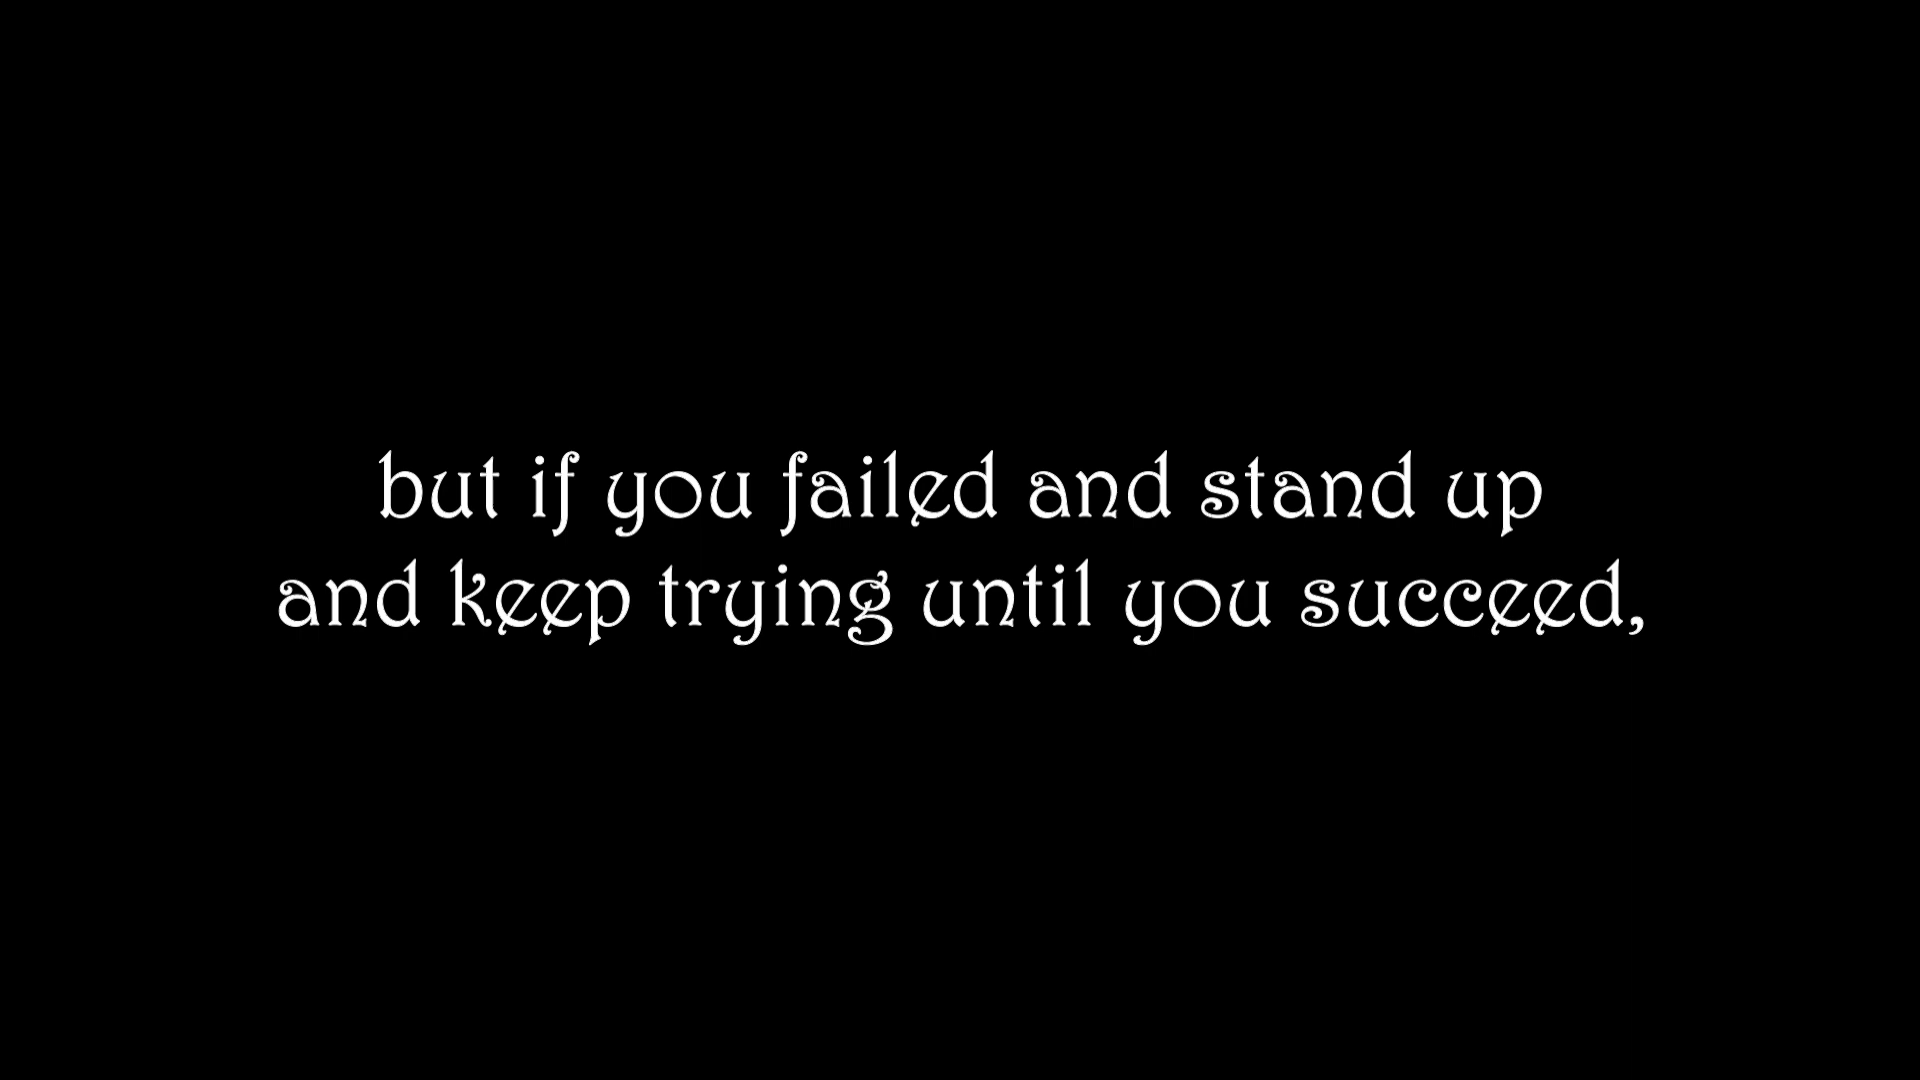 but if you failed and stand up
and keep trying until you succeed,